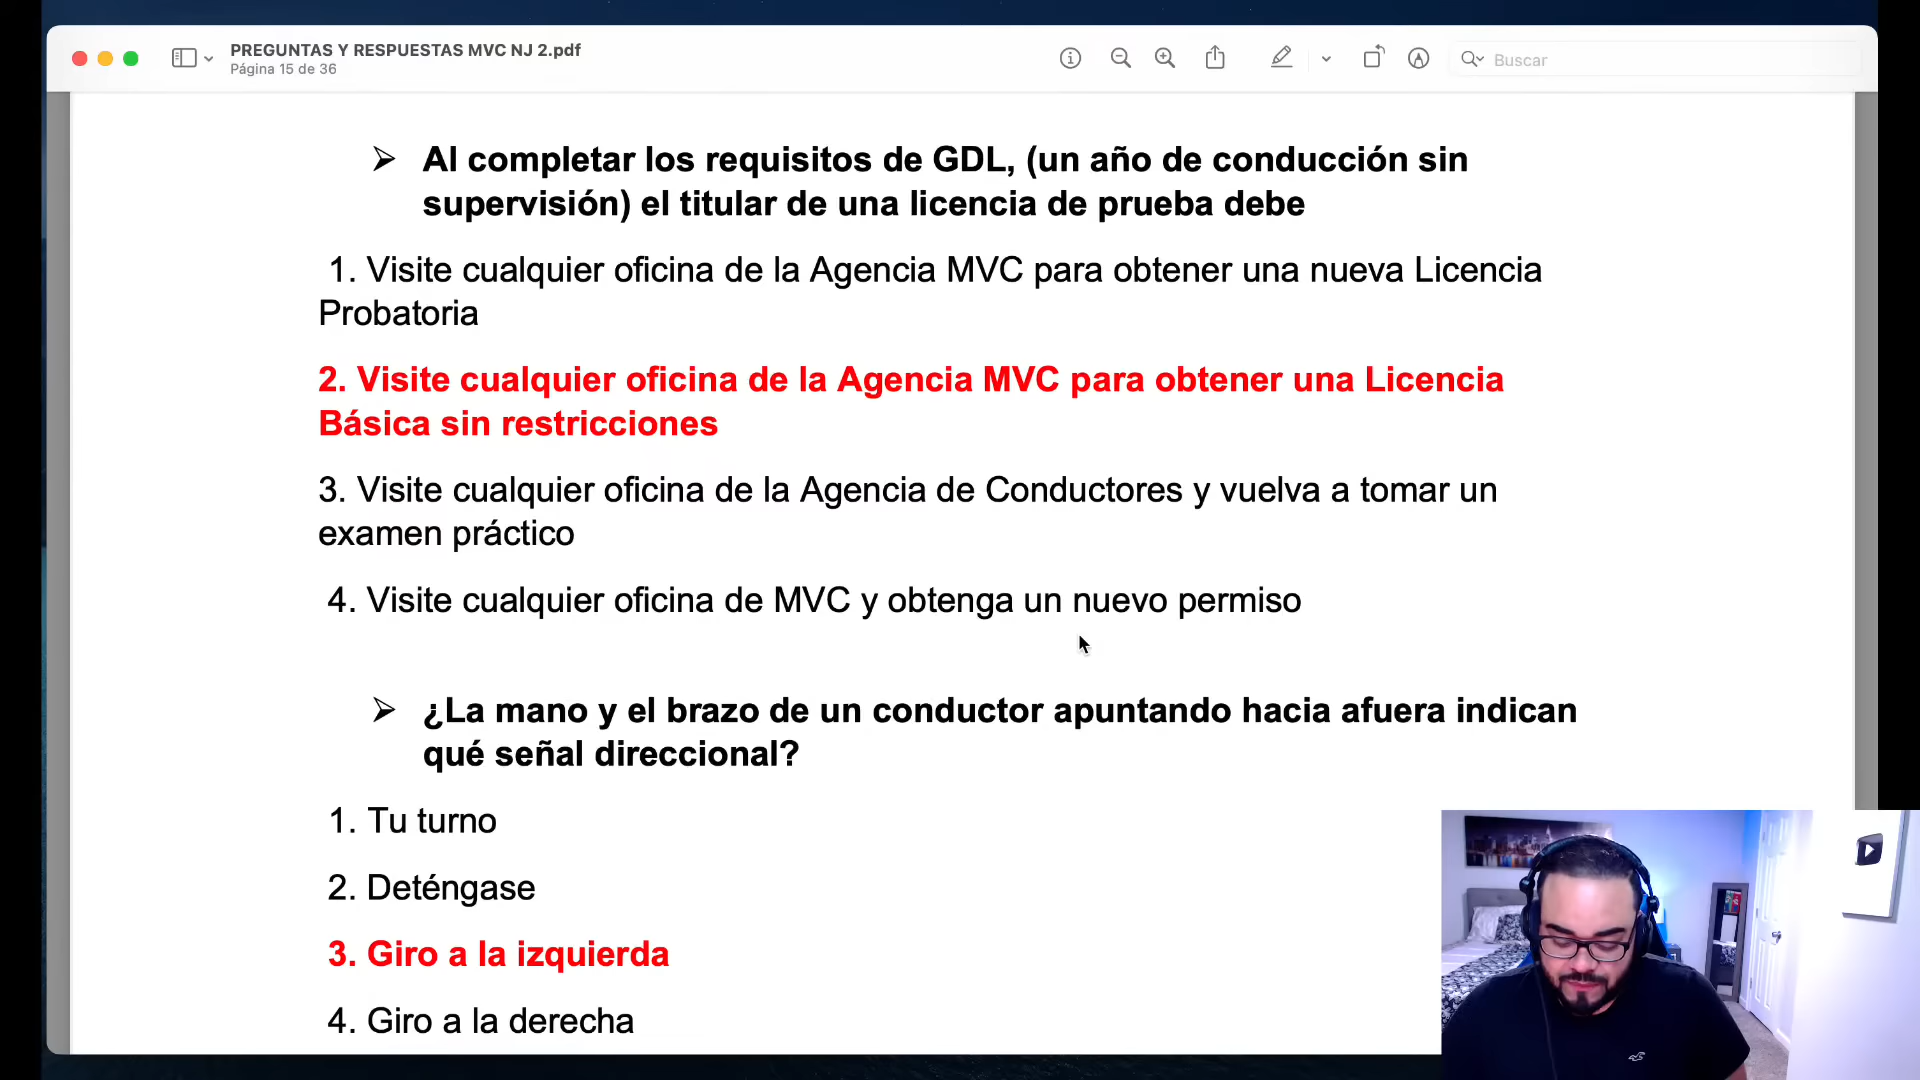 PREGUNTAS Y RESPUESTAS MVC NJ 2.pdf
Página 15 de 36
Buscar
➢ Al completar los requisitos de GDL, (un año de conducción sin
supervisión) el titular de una licencia de prueba debe
1. Visite cualquier oficina de la Agencia MVC para obtener una nueva Licencia
Probatoria
2. Visite cualquier oficina de la Agencia MVC para obtener una Licencia
Básica sin restricciones
3. Visite cualquier oficina de la Agencia de Conductores y vuelva a tomar un
examen práctico
4. Visite cualquier oficina de MVC y obtenga un nuevo permiso
➢ ¿La mano y el brazo de un conductor apuntando hacia afuera indican
qué señal direccional?
1. Tu turno
2. Deténgase
3. Giro a la izquierda
4. Giro a la derecha